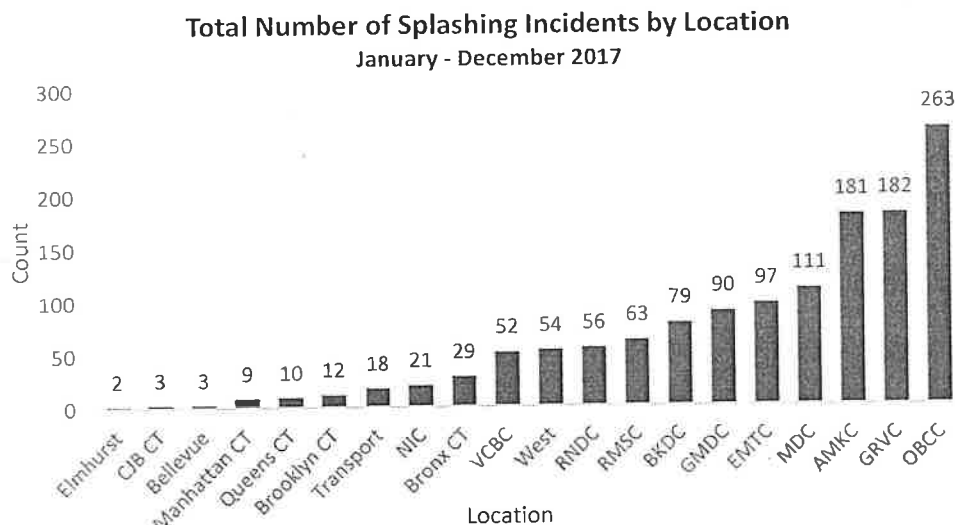 Total Number of Splashing Incidents by Location
January - December 2017
300
250
200
150
100
50
0
Count
2
3
3
9
10
12
18
21
29
52
54
56
63
79
90
97
111
181
182
263
Elmhurst
CJB CT
Bellevue
Manhattan CT
Queens CT
Brooklyn CT
Transport
NIC
Bronx CT
VCBC
West
RNDC
RMSC
BKDC
GMDC
EMTC
MDC
AMKC
GRVC
OBCC
Location